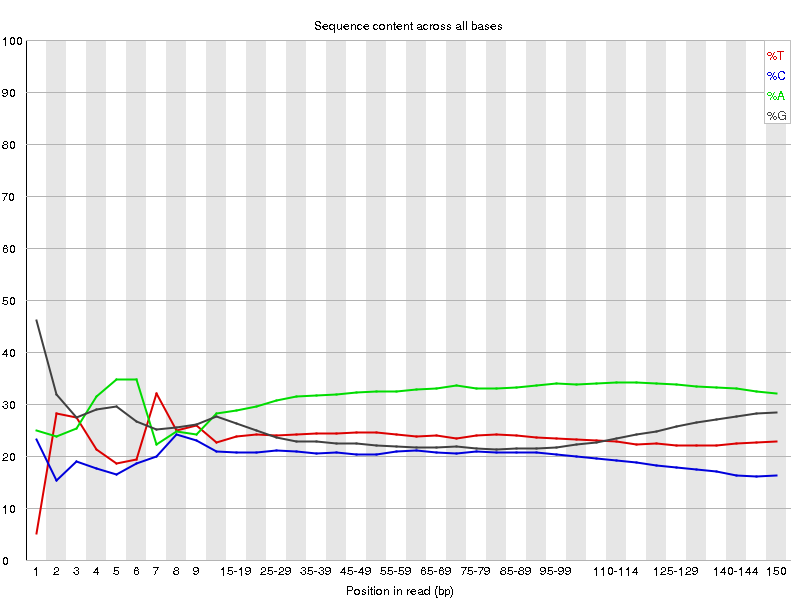 Sequence content across all bases
100
90
80
70
60
50
40
30
20
10
0
%T
%C
%A
%G
1 2 3 4 5 6 7 8 9 15-19 25-29 35-39 45-49 55-59 65-69 75-79 85-89 95-99 110-114 125-129 140-144 150
Position in read (bp)